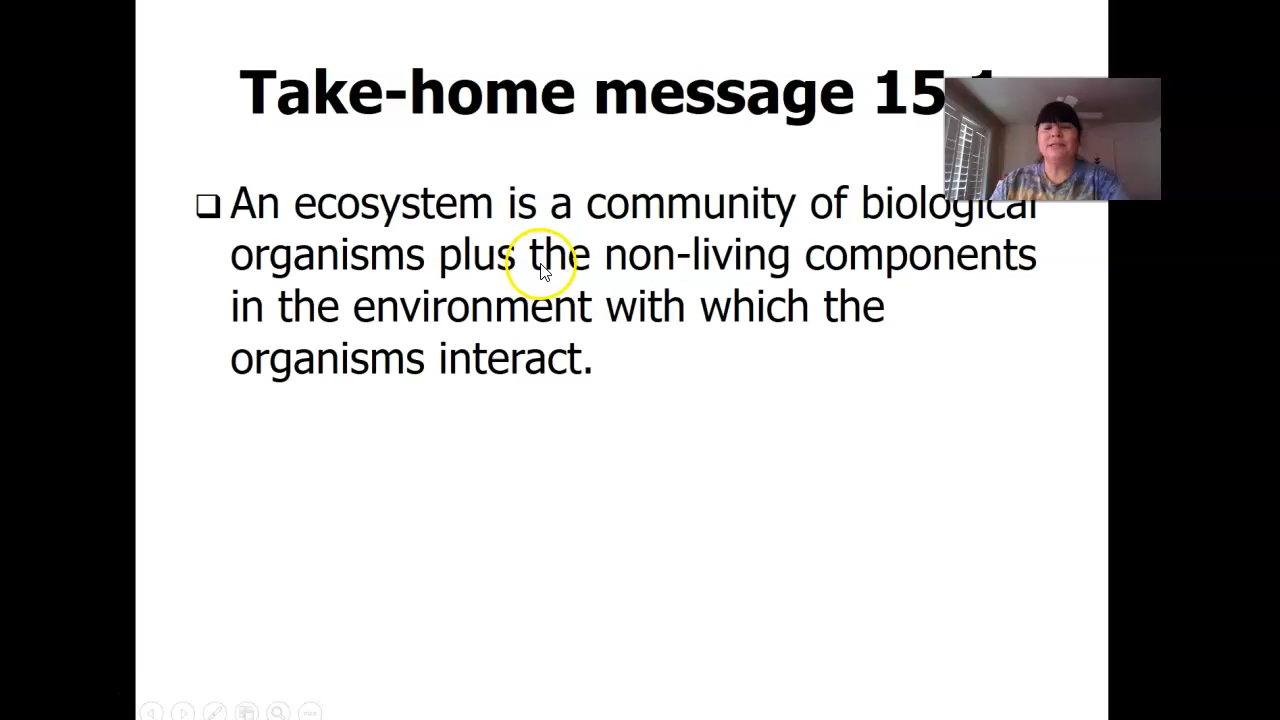 Take-home message 15.1
An ecosystem is a community of biological
organisms plus the non-living components
in the environment with which the
organisms interact.